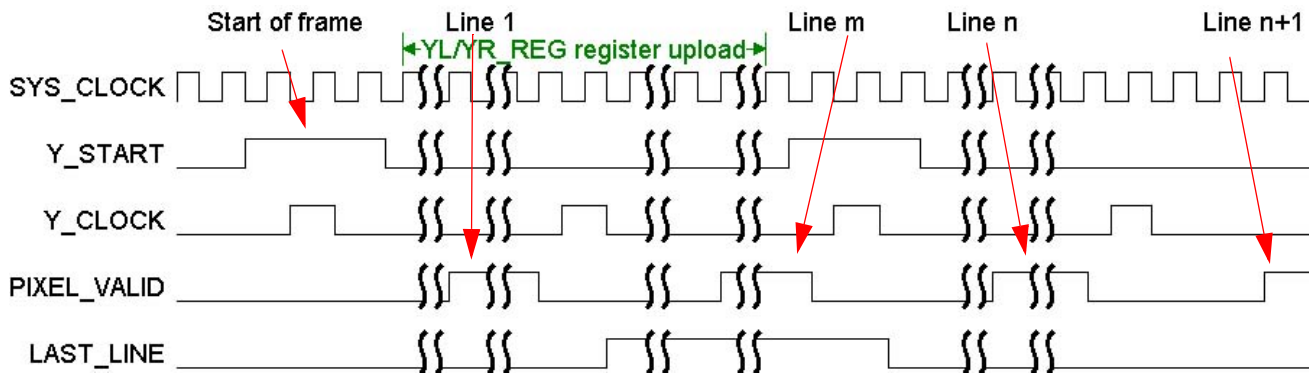 Start of frame
Line 1
Line m
Line n
Line n+1
YL/YR_REG register upload
SYS_CLOCK
Y_START
Y_CLOCK
PIXEL_VALID
LAST_LINE